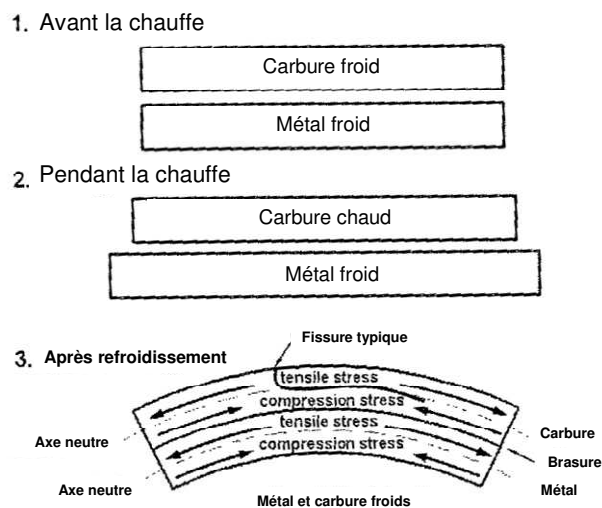 1. Avant la chauffe
Carbure froid
Métal froid
2. Pendant la chauffe
Carbure chaud
Métal froid
3. Après refroidissement
Fissure typique
tensile stress
compression stress
tensile stress
compression stress
Axe neutre
Axe neutre
Carbure
Brasure
Métal
Métal et carbure froids